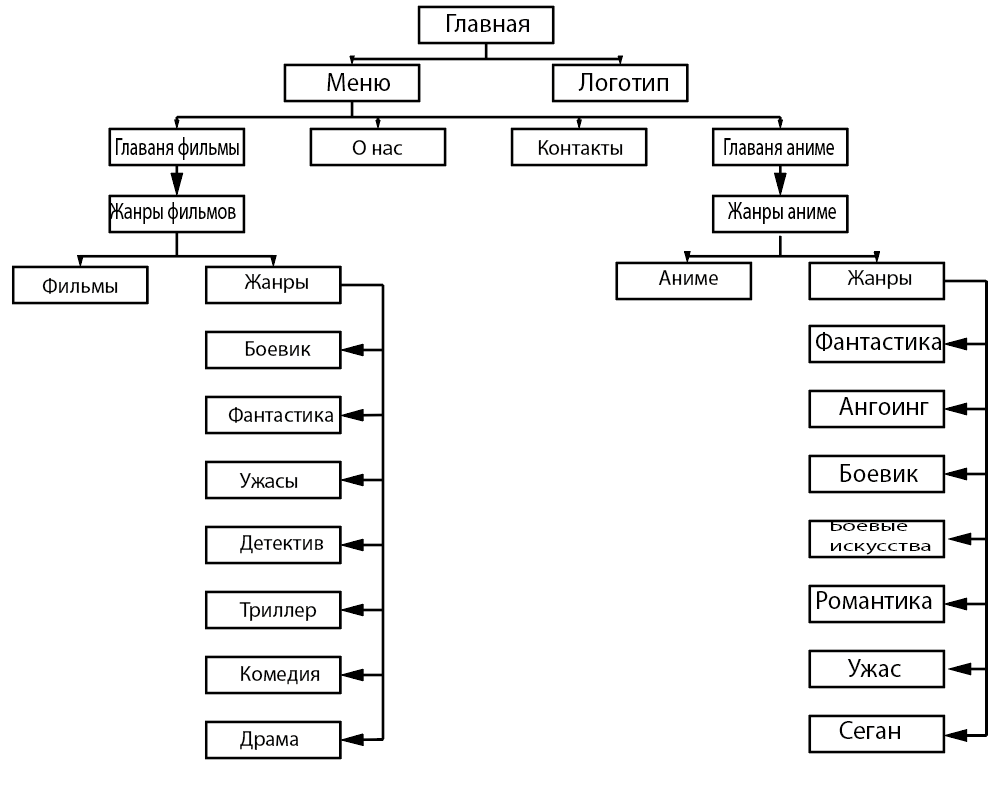 Главная
Меню
Логотип
Главаня фильмы
О нас
Контакты
Главаня аниме
Жанры фильмов
Жанры аниме
Фильмы
Жанры
Аниме
Жанры
Боевик
Фантастика
Ужасы
Детектив
Триллер
Комедия
Драма
Фантастика
Ангоинг
Боевик
Боевые
искусства
Романтика
Ужас
Сеган